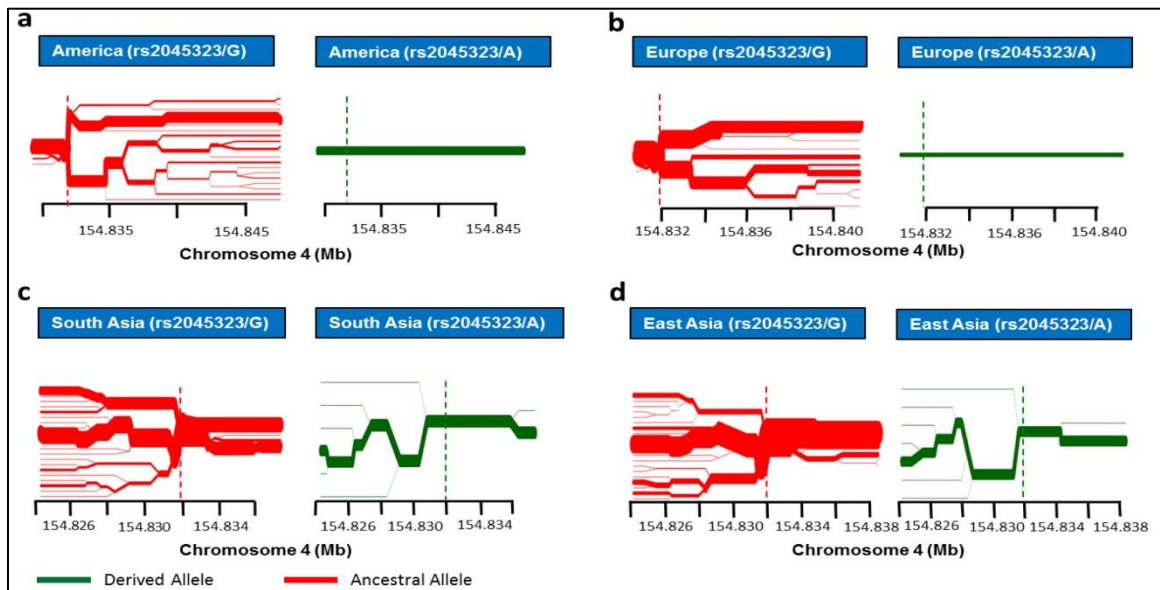 a
America (rs2045323/G)
America (rs2045323/A)
154.835
154.845
154.835
154.845
Chromosome 4 (Mb)
b
Europe (rs2045323/G)
Europe (rs2045323/A)
154.832
154.836
154.840
154.832
154.836
154.840
Chromosome 4 (Mb)
c
South Asia (rs2045323/G)
South Asia (rs2045323/A)
154.826
154.830
154.834
154.826
154.830
154.834
Chromosome 4 (Mb)
d
East Asia (rs2045323/G)
East Asia (rs2045323/A)
154.826
154.830
154.834
154.838
154.826
154.830
154.834
154.838
Chromosome 4 (Mb)
Derived Allele
Ancestral Allele